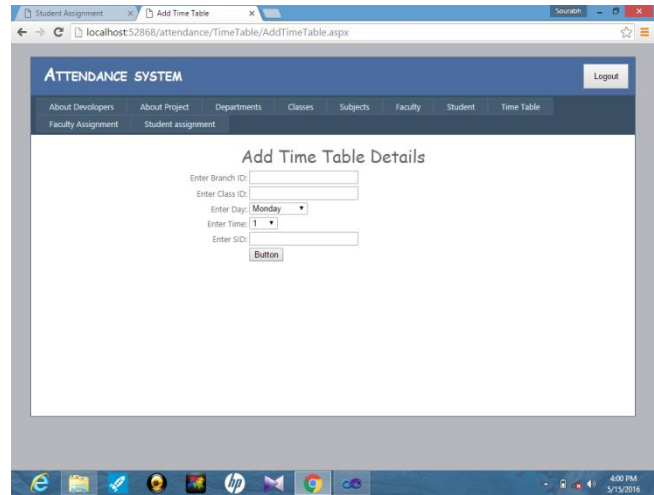 Student Assignment
Add Time Table
Sourabh
localhost:52868/attendance/TimeTable/AddTimeTable.aspx
ATTENDANCE SYSTEM
Logout
About Devolopers About Project Departments Classes Subjects Faculty Student Time Table
Faculty Assignment Student assignment
Add Time Table Details
Enter Branch ID:
Enter Class ID:
Enter Day: Monday
Enter Time: 1
Enter SID:
Button
hp
4:00 PM
5/15/2016